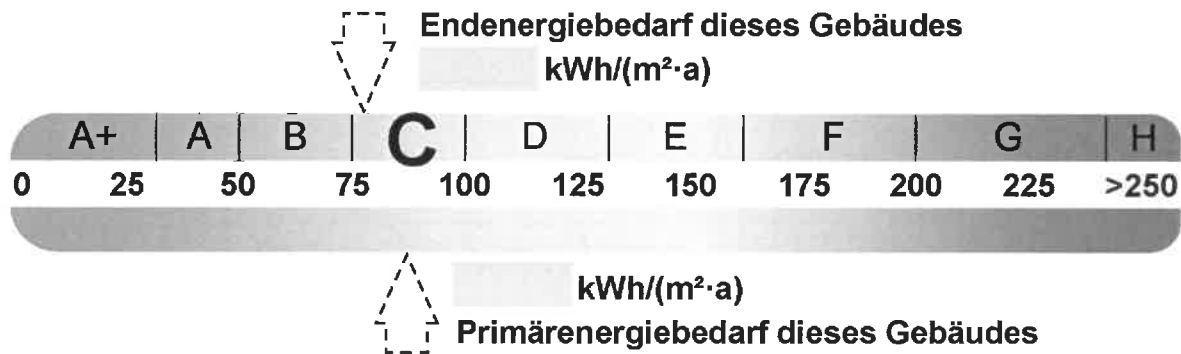 Endenergiebedarf dieses Gebäudes
kWh/(m²·a)
A+ A B C D E F G H
0 25 50 75 100 125 150 175 200 225 >250
kWh/(m²·a)
Primärenergiebedarf dieses Gebäudes